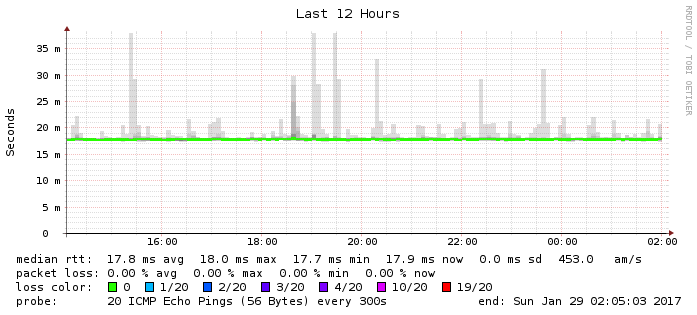 Last 12 Hours
RRDTOOL / TOBI OETIKER
Seconds
35 m
30 m
25 m
20 m
15 m
10 m
5 m
0
16:00 18:00 20:00 22:00 00:00 02:00
median rtt: 17.8 ms avg 18.0 ms max 17.7 ms min 17.9 ms now 0.0 ms sd 453.0 am/s
packet loss: 0.00 % avg 0.00 % max 0.00 % min 0.00 % now
loss color: 0 1/20 2/20 3/20 4/20 10/20 19/20
probe: 20 ICMP Echo Pings (56 Bytes) every 300s end: Sun Jan 29 02:05:03 2017